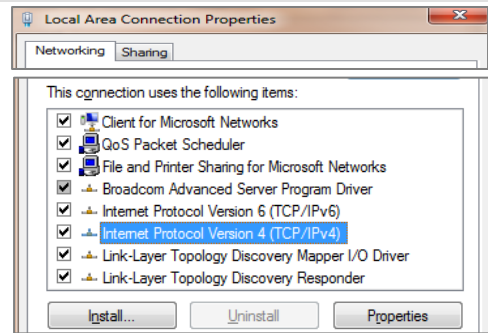 Local Area Connection Properties
Networking Sharing
This connection uses the following items:
Client for Microsoft Networks
QoS Packet Scheduler
File and Printer Sharing for Microsoft Networks
Broadcom Advanced Server Program Driver
Internet Protocol Version 6 (TCP/IPv6)
Internet Protocol Version 4 (TCP/IPv4)
Link-Layer Topology Discovery Mapper I/O Driver
Link-Layer Topology Discovery Responder
Install... Uninstall Properties